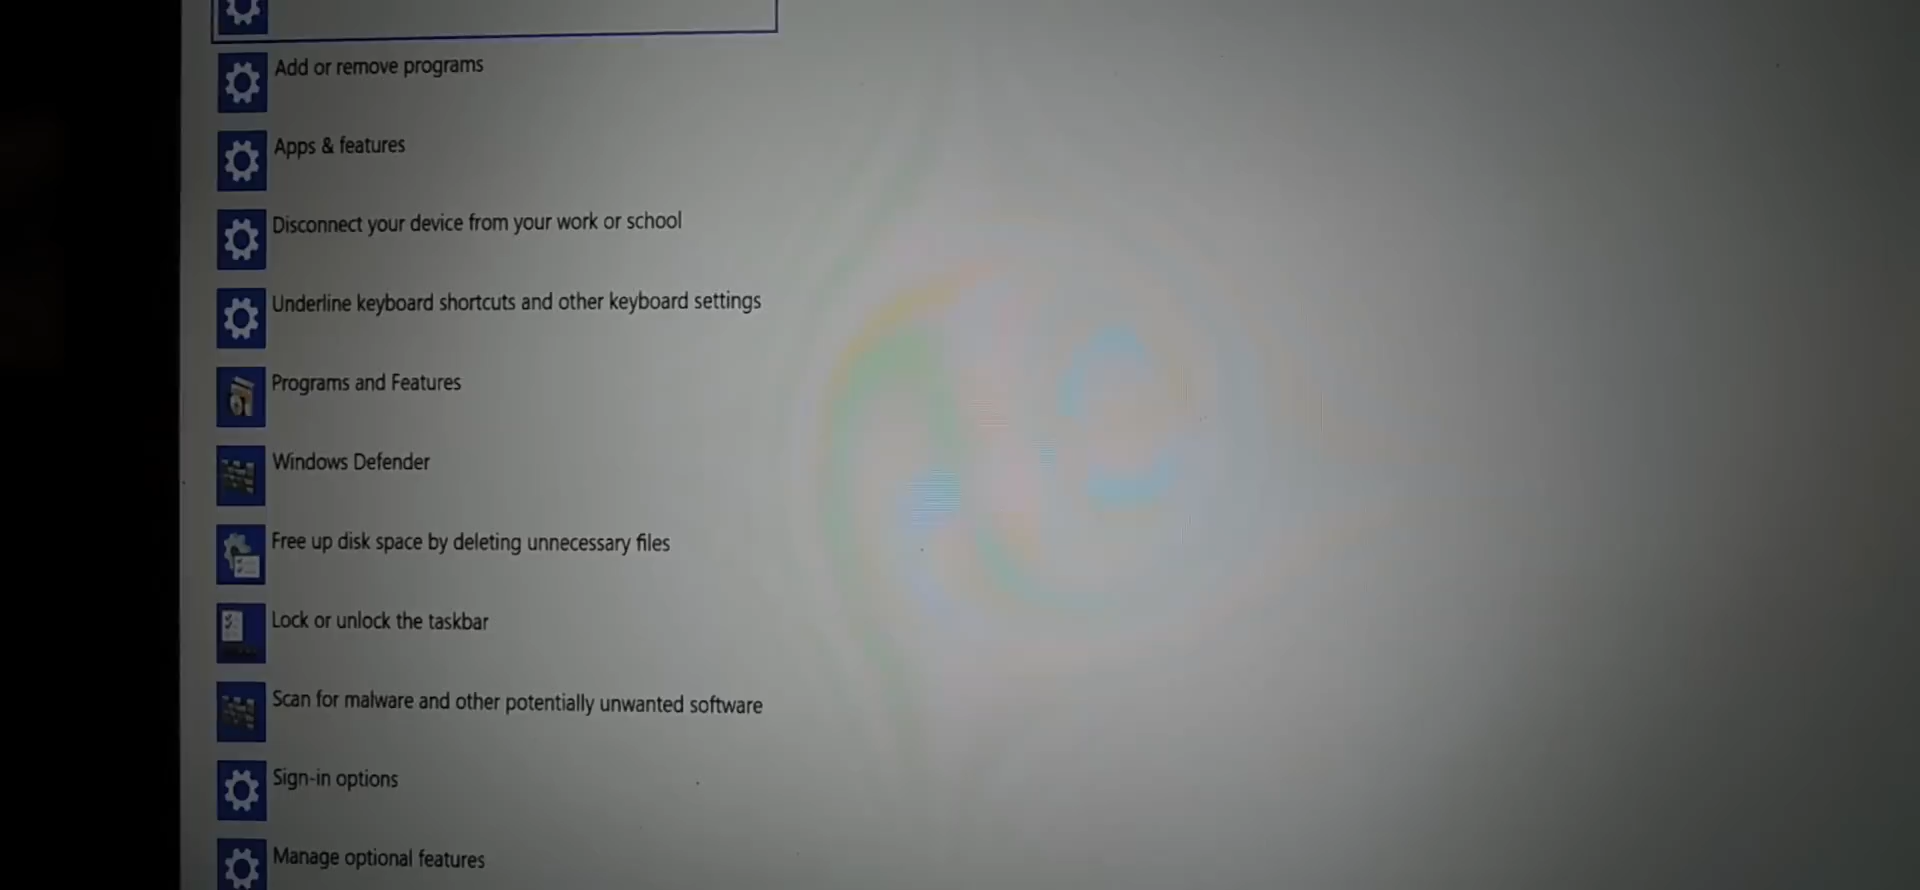 Add or remove programs
Apps & features
Disconnect your device from your work or school
Underline keyboard shortcuts and other keyboard settings
Programs and Features
Windows Defender
Free up disk space by deleting unnecessary files
Lock or unlock the taskbar
Scan for malware and other potentially unwanted software
Sign-in options
Manage optional features